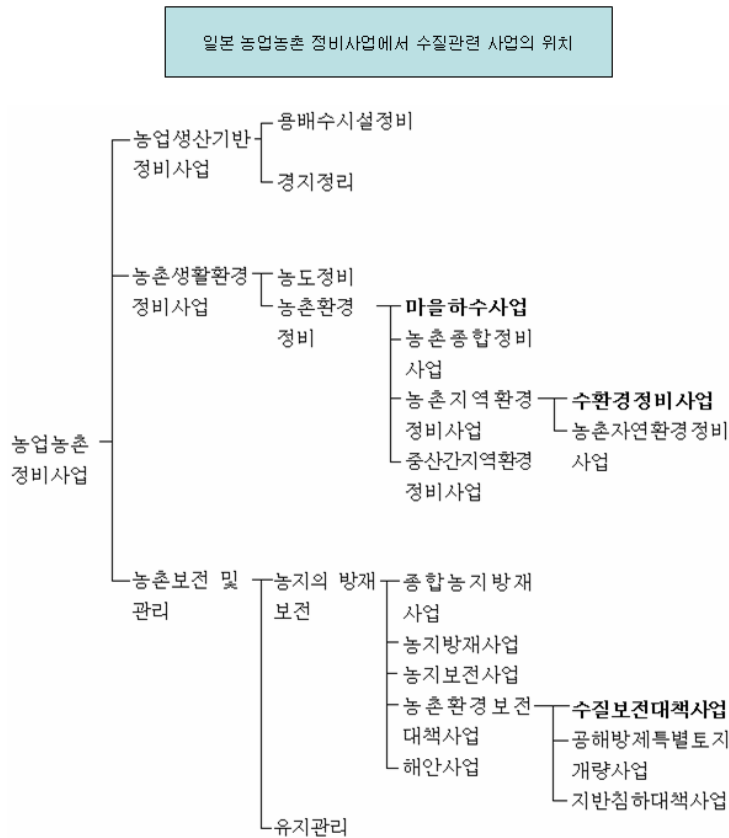 일본 농업농촌 정비사업에서 수질관련 사업의 위치
농업농촌
정비사업
농업생산기반
정비사업
용배수시설정비
경지정리
농촌생활환경
정비사업
농도정비
농촌환경
정비
마을하수사업
농촌종합정비
사업
농촌지역환경
정비사업
수환경정비사업
농촌자연환경정비
사업
중산간지역환경
정비사업
농촌보전 및
관리
농지의 방재
보전
종합농지방재
사업
농지방재사업
농지보전사업
농촌환경보전
대책사업
수질보전대책사업
공해방제특별토지
개량사업
지반침하대책사업
해안사업
유지관리